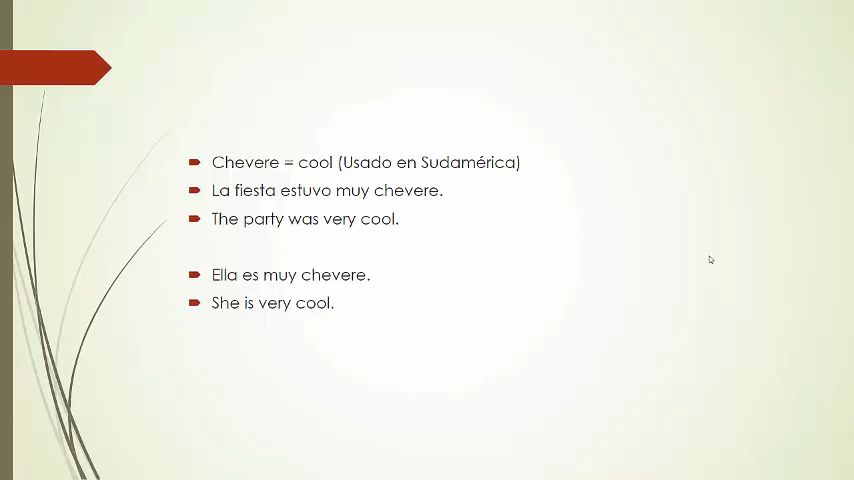 Chevere = cool (Usado en Sudamérica)
La fiesta estuvo muy chevere.
The party was very cool.
Ella es muy chevere.
She is very cool.